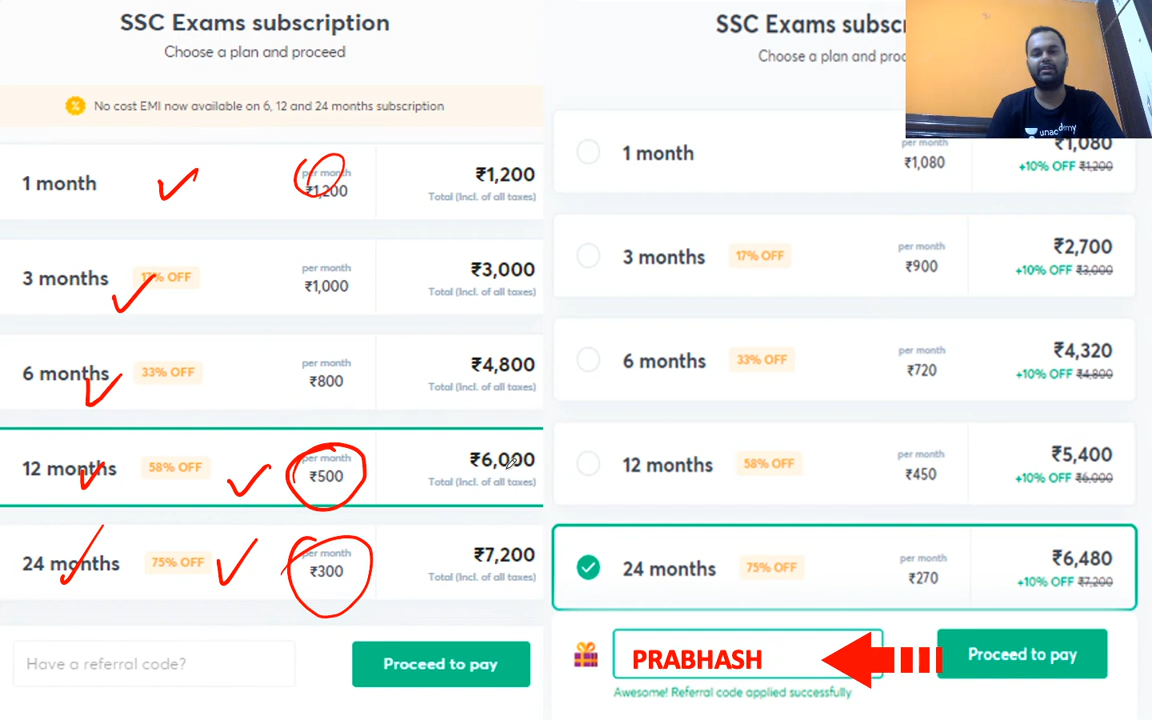 SSC Exams subscription
Choose a plan and proceed
No cost EMI now available on 6, 12 and 24 months subscription
1 month
per month
₹1,200
₹1,200
Total (Incl. of all taxes)
3 months
17% OFF
per month
₹1,000
₹3,000
Total (Incl. of all taxes)
6 months
33% OFF
per month
₹800
₹4,800
Total (Incl. of all taxes)
12 months
58% OFF
per month
₹500
₹6,000
Total (Incl. of all taxes)
24 months
75% OFF
per month
₹300
₹7,200
Total (Incl. of all taxes)
Have a referral code?
Proceed to pay
SSC Exams subsc
Choose a plan and proc
unacademy
1 month
per month
₹1,080
₹1,080
+10% OFF ₹1,200
3 months
17% OFF
per month
₹900
₹2,700
+10% OFF ₹3,000
6 months
33% OFF
per month
₹720
₹4,320
+10% OFF ₹4,800
12 months
58% OFF
per month
₹450
₹5,400
+10% OFF ₹6,000
24 months
75% OFF
per month
₹270
₹6,480
+10% OFF ₹7,200
PRABHASH
Proceed to pay
Awesome! Referral code applied successfully